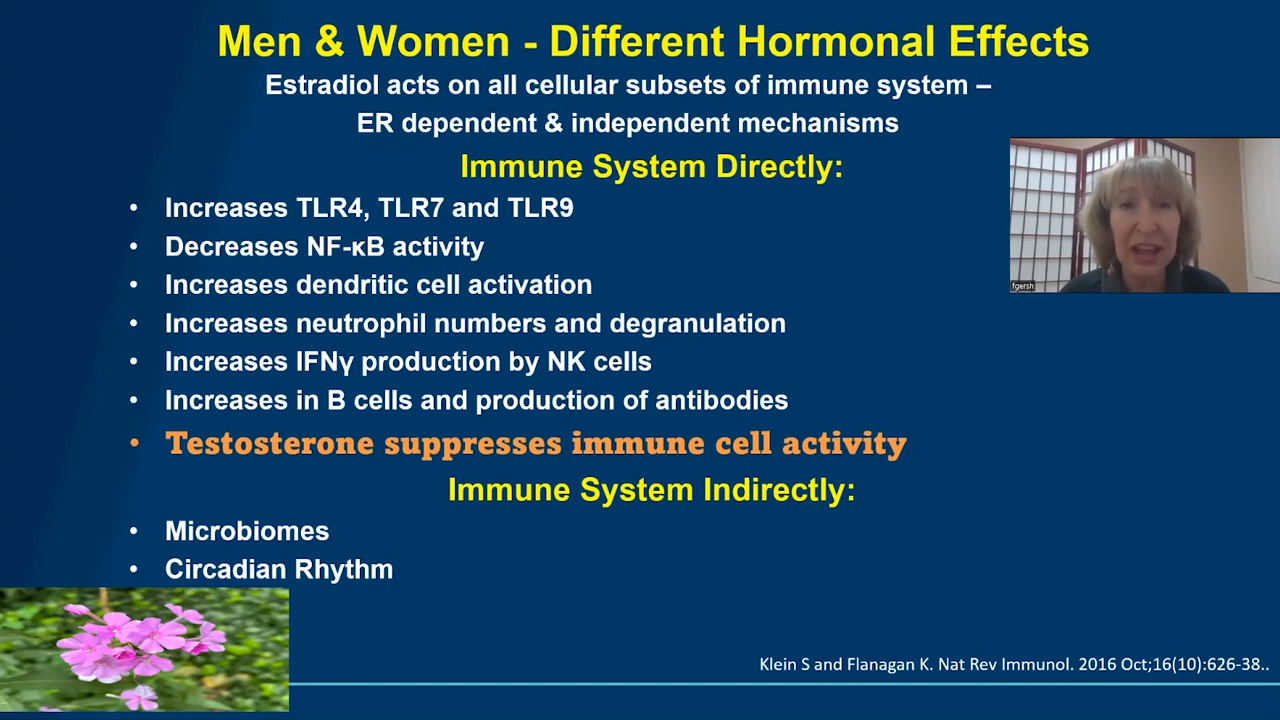 Men & Women - Different Hormonal Effects
Estradiol acts on all cellular subsets of immune system –
ER dependent & independent mechanisms
Immune System Directly:
• Increases TLR4, TLR7 and TLR9
• Decreases NF-κB activity
• Increases dendritic cell activation
• Increases neutrophil numbers and degranulation
• Increases IFNγ production by NK cells
• Increases in B cells and production of antibodies
• Testosterone suppresses immune cell activity
Immune System Indirectly:
• Microbiomes
• Circadian Rhythm
fgersh
Klein S and Flanagan K. Nat Rev Immunol. 2016 Oct;16(10):626-38..